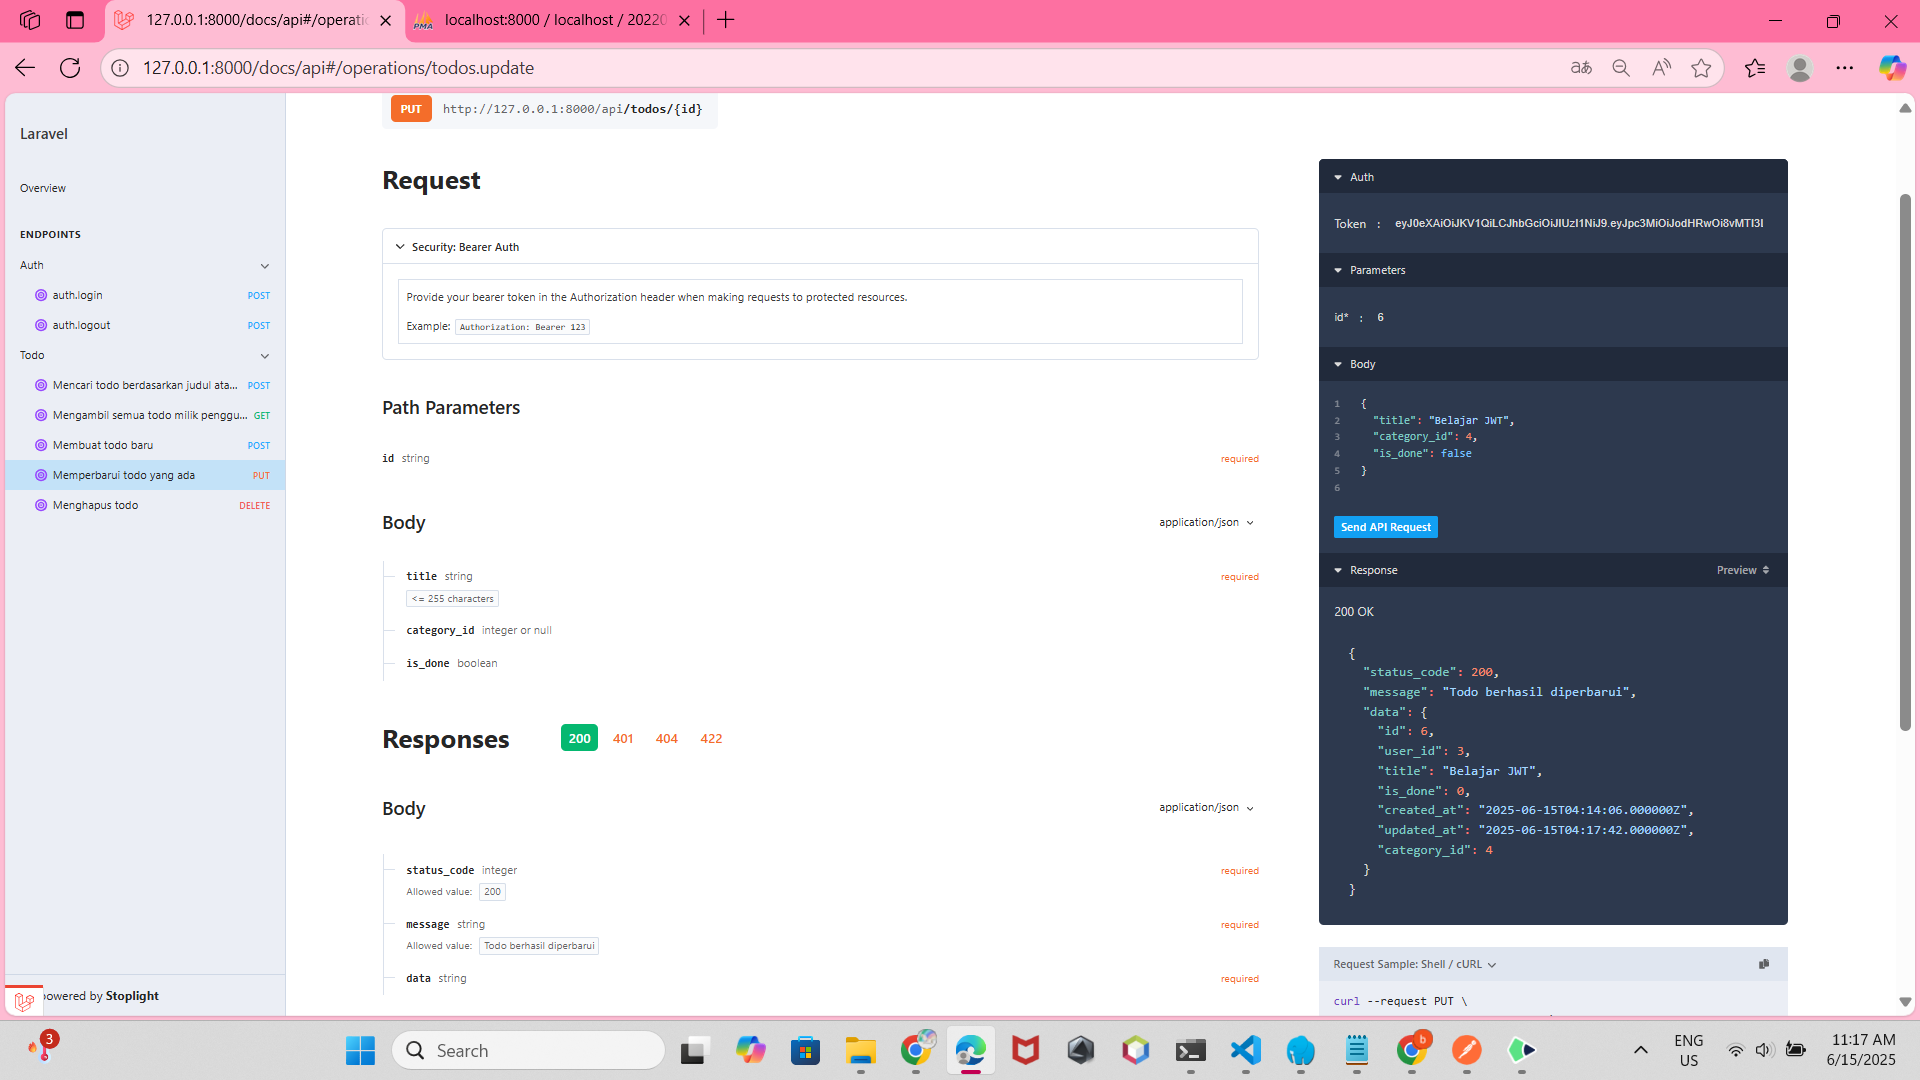 127.0.0.1:8000/docs/api#/operati
localhost:8000 / localhost / 20220
127.0.0.1:8000/docs/api#/operations/todos.update
Laravel
Overview
ENDPOINTS
Auth
auth.login POST
auth.logout POST
Todo
Mencari todo berdasarkan judul ata... POST
Mengambil semua todo milik penggu... GET
Membuat todo baru POST
Memperbarui todo yang ada PUT
Menghapus todo DELETE
powered by Stoplight
PUT http://127.0.0.1:8000/api/todos/{id}
Request
Security: Bearer Auth
Provide your bearer token in the Authorization header when making requests to protected resources.
Example: Authorization: Bearer 123
Path Parameters
id string required
Body application/json
title string required
<= 255 characters
category_id integer or null
is_done boolean
Responses 200 401 404 422
Body application/json
status_code integer required
Allowed value: 200
message string required
Allowed value: Todo berhasil diperbarui
data string required
Auth
Token : eyJ0eXAiOiJKV1QiLCJhbGciOiJIUzI1NiJ9.eyJpc3MiOiJodHRwOi8vMTI3I
Parameters
id* : 6
Body
1 {
2 "title": "Belajar JWT",
3 "category_id": 4,
4 "is_done": false
5 }
6
Send API Request
Response Preview
200 OK
{
"status_code": 200,
"message": "Todo berhasil diperbarui",
"data": {
"id": 6,
"user_id": 3,
"title": "Belajar JWT",
"is_done": 0,
"created_at": "2025-06-15T04:14:06.000000Z",
"updated_at": "2025-06-15T04:17:42.000000Z",
"category_id": 4
}
}
Request Sample: Shell / cURL
curl --request PUT \
3
Search
ENG
US
11:17 AM
6/15/2025